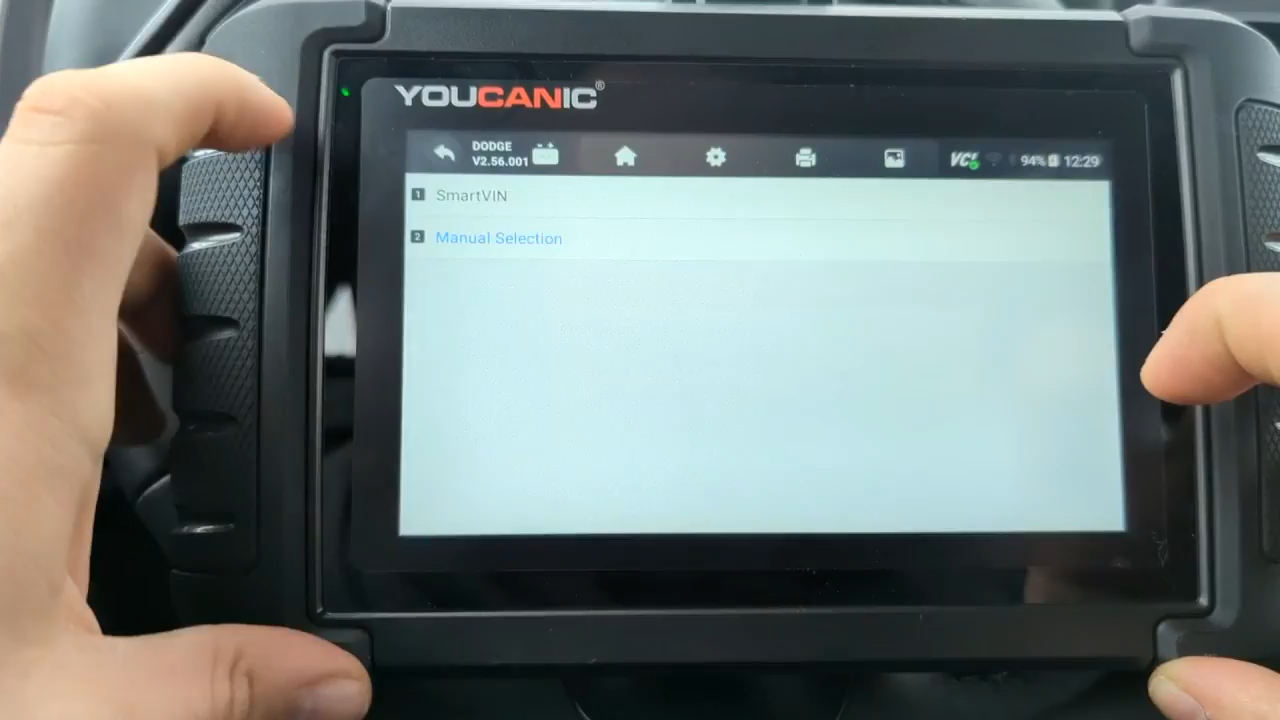 YOUCANIC®
DODGE
V2.56.001
VCI
94% 12:29
1 SmartVIN
2 Manual Selection